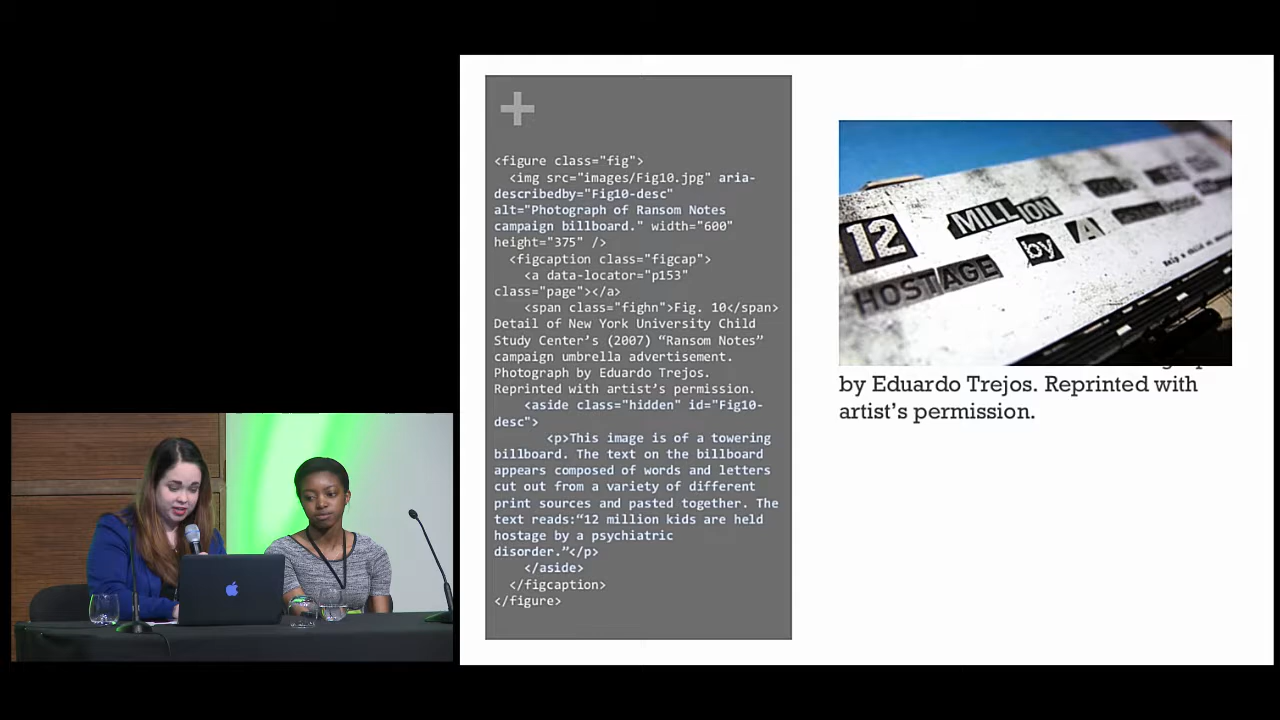 <figure class="fig">
<img src="images/Fig10.jpg" aria-
describedby="Fig10-desc"
alt="Photograph of Ransom Notes
campaign billboard." width="600"
height="375" />
<figcaption class="figcap">
<a data-locator="p153"
class="page"></a>
<span class="fighn">Fig. 10</span>
Detail of New York University Child
Study Center’s (2007) “Ransom Notes”
campaign umbrella advertisement.
Photograph by Eduardo Trejos.
Reprinted with artist’s permission.
<aside class="hidden" id="Fig10-
desc">
<p>This image is of a towering
billboard. The text on the billboard
appears composed of words and letters
cut out from a variety of different
print sources and pasted together. The
text reads:“12 million kids are held
hostage by a psychiatric
disorder.”</p>
</aside>
</figcaption>
</figure>
12 MILLION
HOSTAGE by A
by Eduardo Trejos. Reprinted with
artist’s permission.